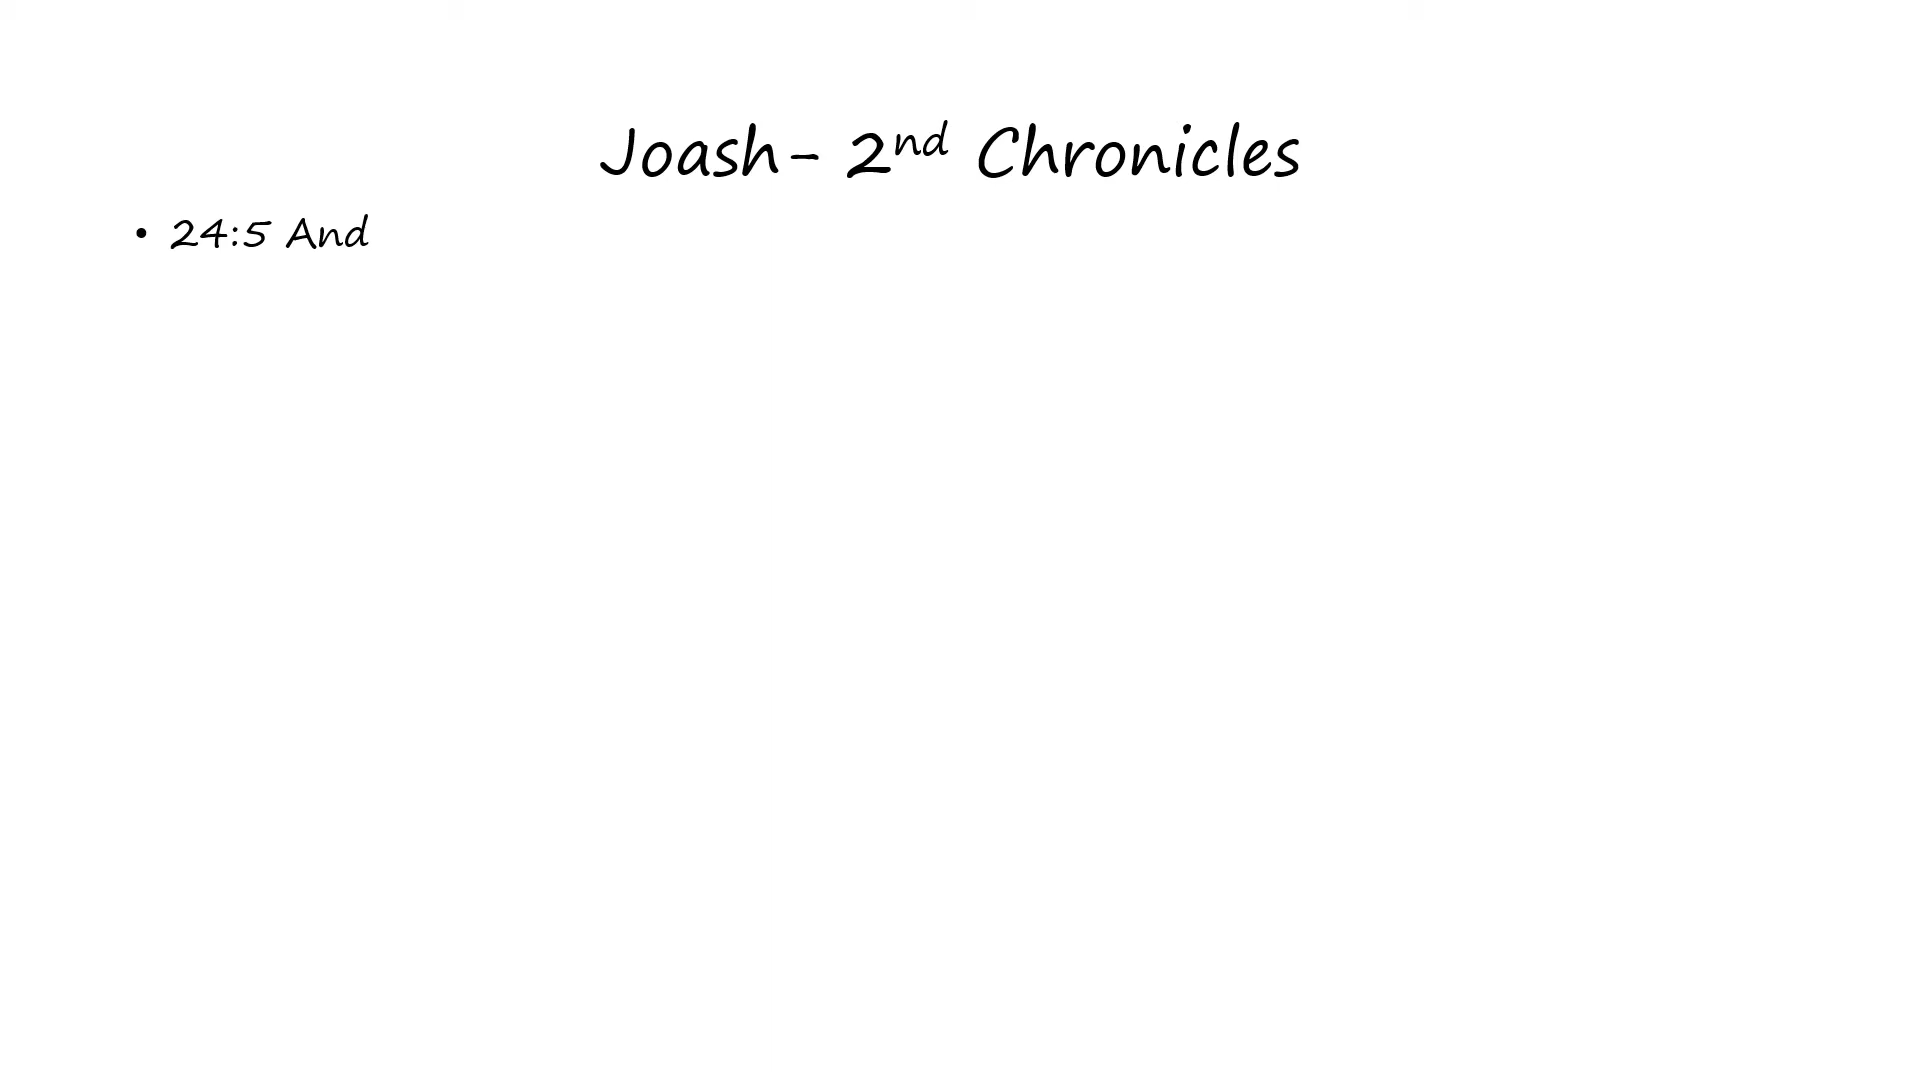 Joash- 2nd Chronicles
• 24:5 And